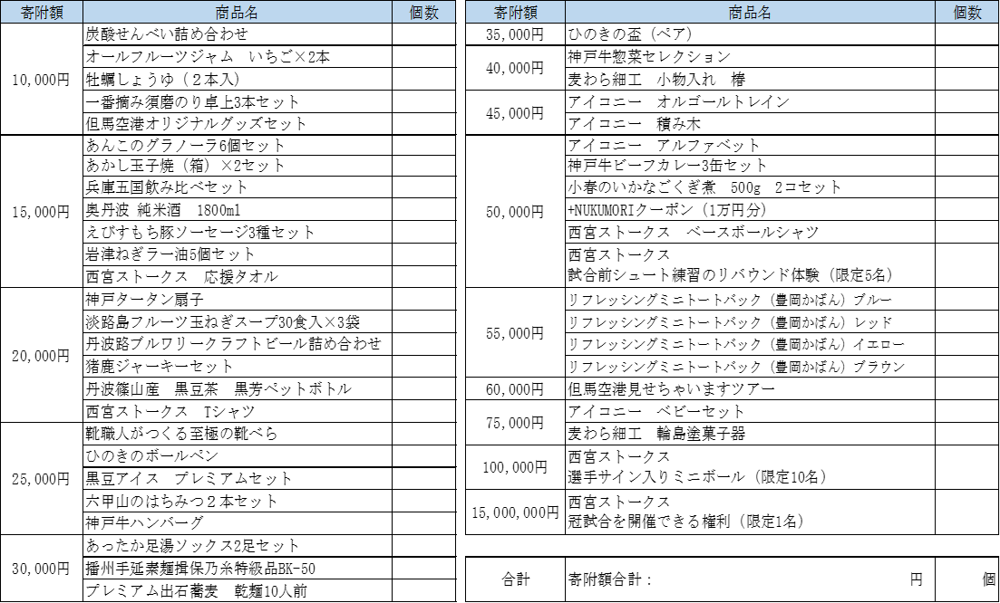 寄附額 商品名 個数
10,000円
炭酸せんべい詰め合わせ
オールフルーツジャム　いちご×2本
牡蠣しょうゆ（２本入）
一番摘み須磨のり卓上3本セット
但馬空港オリジナルグッズセット
15,000円
あんこのグラノーラ6個セット
あかし玉子焼（箱）×2セット
兵庫五国飲み比べセット
奥丹波 純米酒　1800ml
えびすもち豚ソーセージ3種セット
岩津ねぎラー油5個セット
西宮ストークス　応援タオル
20,000円
神戸タータン扇子
淡路島フルーツ玉ねぎスープ30食入×3袋
丹波路ブルワリークラフトビール詰め合わせ
猪鹿ジャーキーセット
丹波篠山産　黒豆茶　黒芳ペットボトル
西宮ストークス　Tシャツ
25,000円
靴職人がつくる至極の靴べら
ひのきのボールペン
黒豆アイス　プレミアムセット
六甲山のはちみつ２本セット
神戸牛ハンバーグ
30,000円
あったか足湯ソックス2足セット
播州手延素麺揖保乃糸特級品BK-50
プレミアム出石蕎麦　乾麺10人前
寄附額 商品名 個数
35,000円
ひのきの盃（ペア）
40,000円
神戸牛惣菜セレクション
麦わら細工　小物入れ　椿
45,000円
アイコニー　オルゴールトレイン
アイコニー　積み木
50,000円
アイコニー　アルファベット
神戸牛ビーフカレー3缶セット
小春のいかなごくぎ煮　500g　2コセット
+NUKUMORIクーポン（1万円分）
西宮ストークス　ベースボールシャツ
西宮ストークス
試合前シュート練習のリバウンド体験（限定5名）
55,000円
リフレッシングミニトートバック（豊岡かばん）ブルー
リフレッシングミニトートバック（豊岡かばん）レッド
リフレッシングミニトートバック（豊岡かばん）イエロー
リフレッシングミニトートバック（豊岡かばん）ブラウン
60,000円
但馬空港見せちゃいますツアー
75,000円
アイコニー　ベビーセット
麦わら細工　輪島塗菓子器
100,000円
西宮ストークス
選手サイン入りミニボール（限定10名）
15,000,000円
西宮ストークス
冠試合を開催できる権利（限定1名）
合計 寄附額合計： 円 個